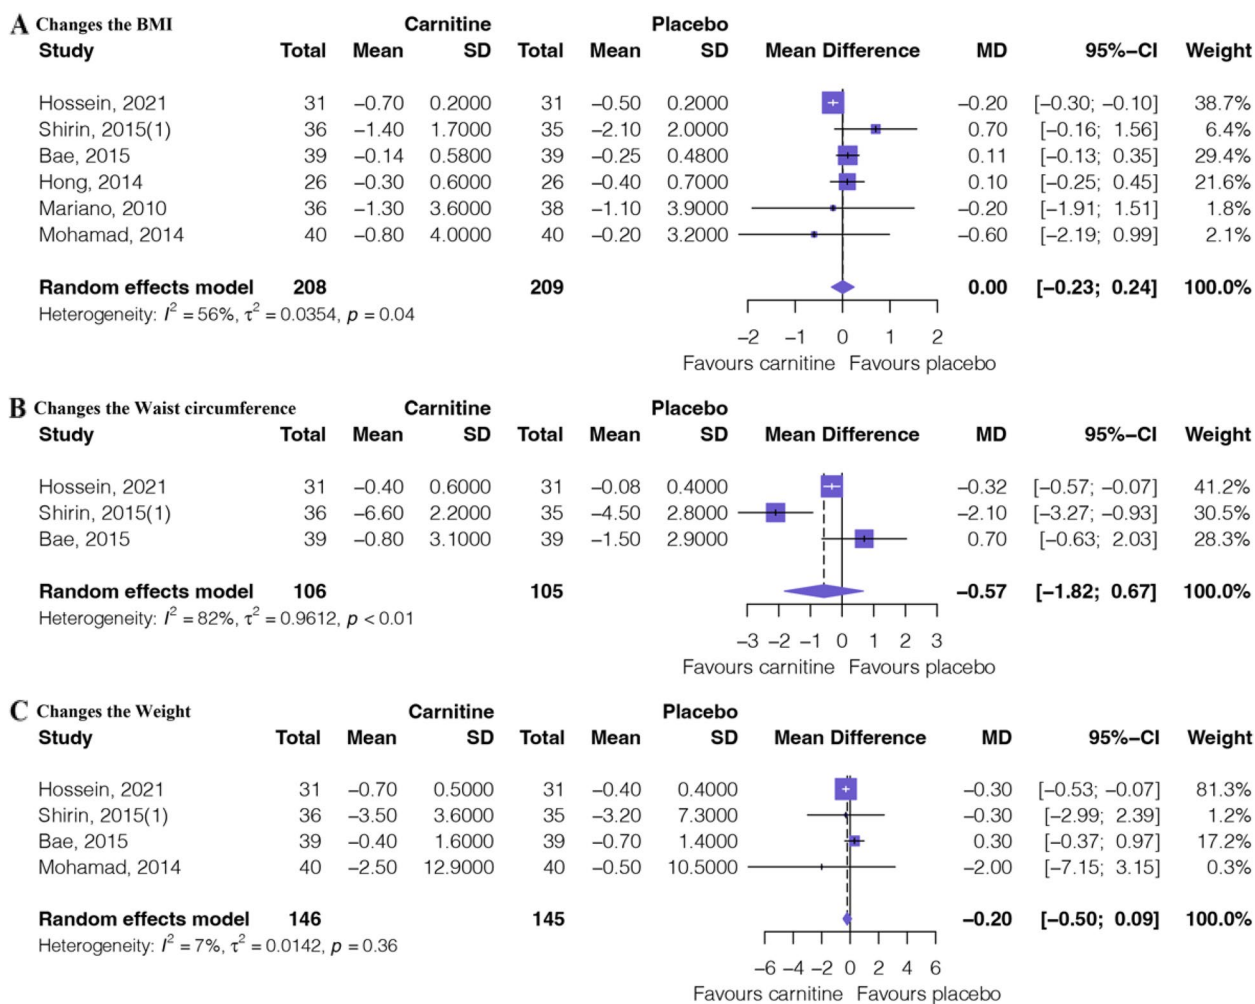 A Changes the BMI Carnitine Placebo
Study Total Mean SD Total Mean SD Mean Difference MD 95%−CI Weight
Hossein, 2021 31 −0.70 0.2000 31 −0.50 0.2000 −0.20 [−0.30; −0.10] 38.7%
Shirin, 2015(1) 36 −1.40 1.7000 35 −2.10 2.0000 0.70 [−0.16; 1.56] 6.4%
Bae, 2015 39 −0.14 0.5800 39 −0.25 0.4800 0.11 [−0.13; 0.35] 29.4%
Hong, 2014 26 −0.30 0.6000 26 −0.40 0.7000 0.10 [−0.25; 0.45] 21.6%
Mariano, 2010 36 −1.30 3.6000 38 −1.10 3.9000 −0.20 [−1.91; 1.51] 1.8%
Mohamad, 2014 40 −0.80 4.0000 40 −0.20 3.2000 −0.60 [−2.19; 0.99] 2.1%
Random effects model 208 209 0.00 [−0.23; 0.24] 100.0%
Heterogeneity: I² = 56%, τ² = 0.0354, p = 0.04
−2 −1 0 1 2
Favours carnitine Favours placebo
B Changes the Waist circumference Carnitine Placebo
Study Total Mean SD Total Mean SD Mean Difference MD 95%−CI Weight
Hossein, 2021 31 −0.40 0.6000 31 −0.08 0.4000 −0.32 [−0.57; −0.07] 41.2%
Shirin, 2015(1) 36 −6.60 2.2000 35 −4.50 2.8000 −2.10 [−3.27; −0.93] 30.5%
Bae, 2015 39 −0.80 3.1000 39 −1.50 2.9000 0.70 [−0.63; 2.03] 28.3%
Random effects model 106 105 −0.57 [−1.82; 0.67] 100.0%
Heterogeneity: I² = 82%, τ² = 0.9612, p < 0.01
−3 −2 −1 0 1 2 3
Favours carnitine Favours placebo
C Changes the Weight Carnitine Placebo
Study Total Mean SD Total Mean SD Mean Difference MD 95%−CI Weight
Hossein, 2021 31 −0.70 0.5000 31 −0.40 0.4000 −0.30 [−0.53; −0.07] 81.3%
Shirin, 2015(1) 36 −3.50 3.6000 35 −3.20 7.3000 −0.30 [−2.99; 2.39] 1.2%
Bae, 2015 39 −0.40 1.6000 39 −0.70 1.4000 0.30 [−0.37; 0.97] 17.2%
Mohamad, 2014 40 −2.50 12.9000 40 −0.50 10.5000 −2.00 [−7.15; 3.15] 0.3%
Random effects model 146 145 −0.20 [−0.50; 0.09] 100.0%
Heterogeneity: I² = 7%, τ² = 0.0142, p = 0.36
−6 −4 −2 0 2 4 6
Favours carnitine Favours placebo